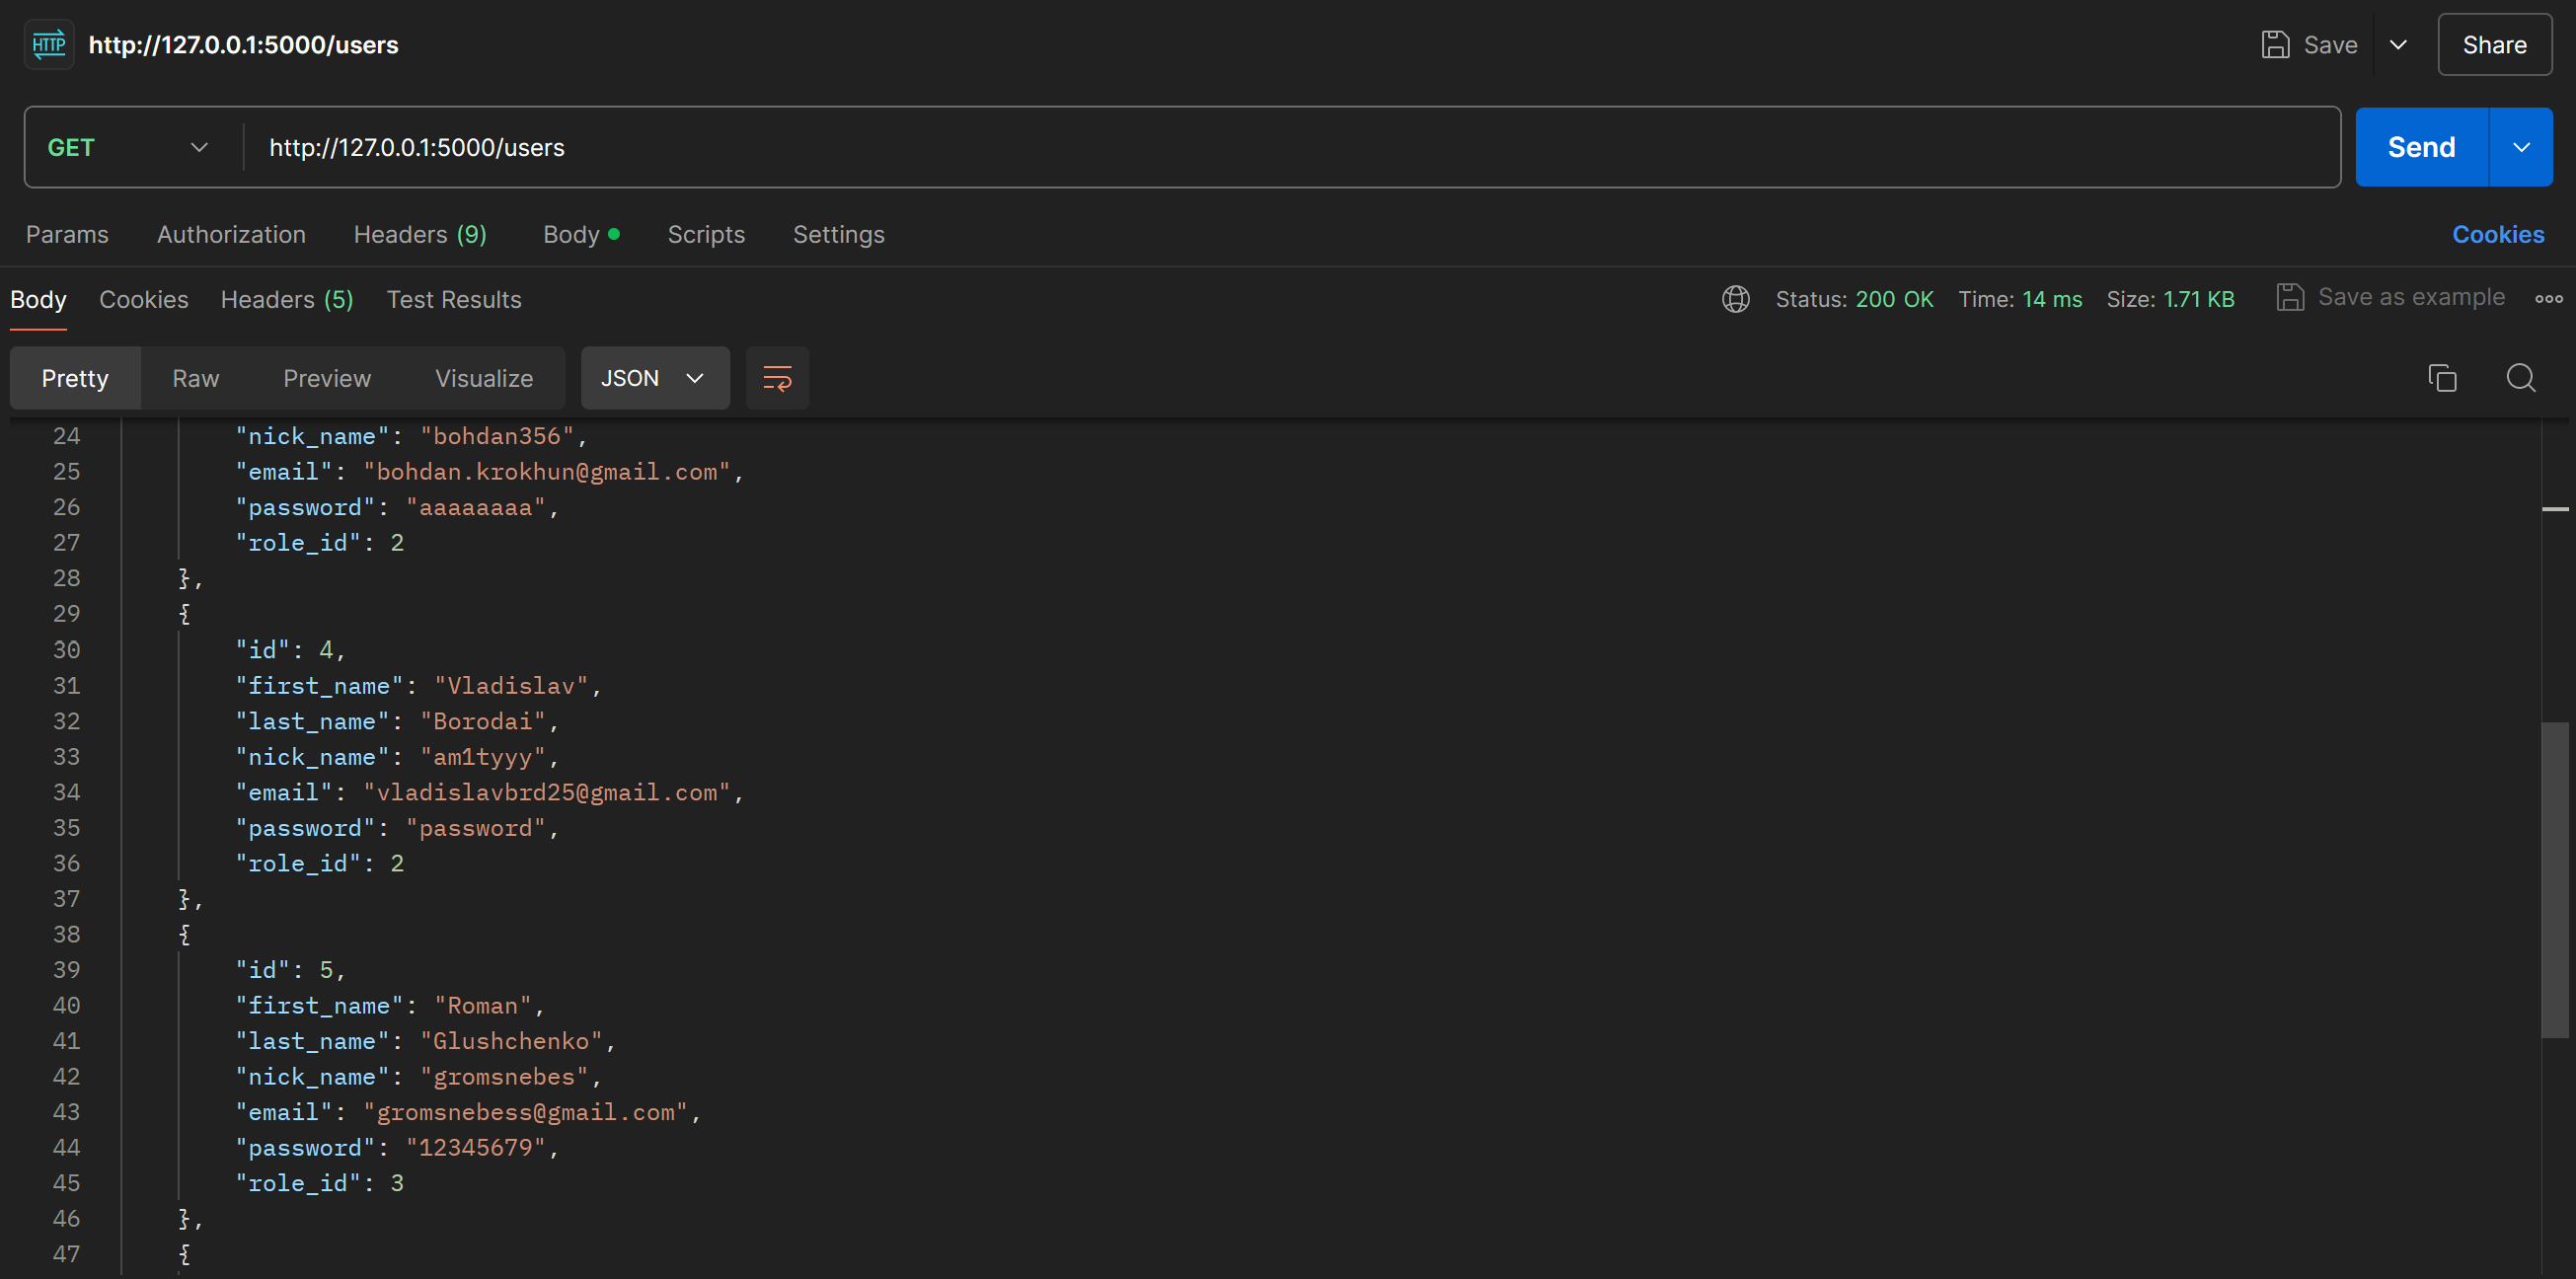 HTTP http://127.0.0.1:5000/users Save Share
GET http://127.0.0.1:5000/users Send
Params Authorization Headers (9) Body Scripts Settings Cookies
Body Cookies Headers (5) Test Results Status: 200 OK Time: 14 ms Size: 1.71 KB Save as example
Pretty Raw Preview Visualize JSON
24 "nick_name": "bohdan356",
25 "email": "bohdan.krokhun@gmail.com",
26 "password": "aaaaaaaa",
27 "role_id": 2
28 },
29 {
30 "id": 4,
31 "first_name": "Vladislav",
32 "last_name": "Borodai",
33 "nick_name": "am1tyyy",
34 "email": "vladislavbrd25@gmail.com",
35 "password": "password",
36 "role_id": 2
37 },
38 {
39 "id": 5,
40 "first_name": "Roman",
41 "last_name": "Glushchenko",
42 "nick_name": "gromsnebes",
43 "email": "gromsnebess@gmail.com",
44 "password": "12345679",
45 "role_id": 3
46 },
47 {